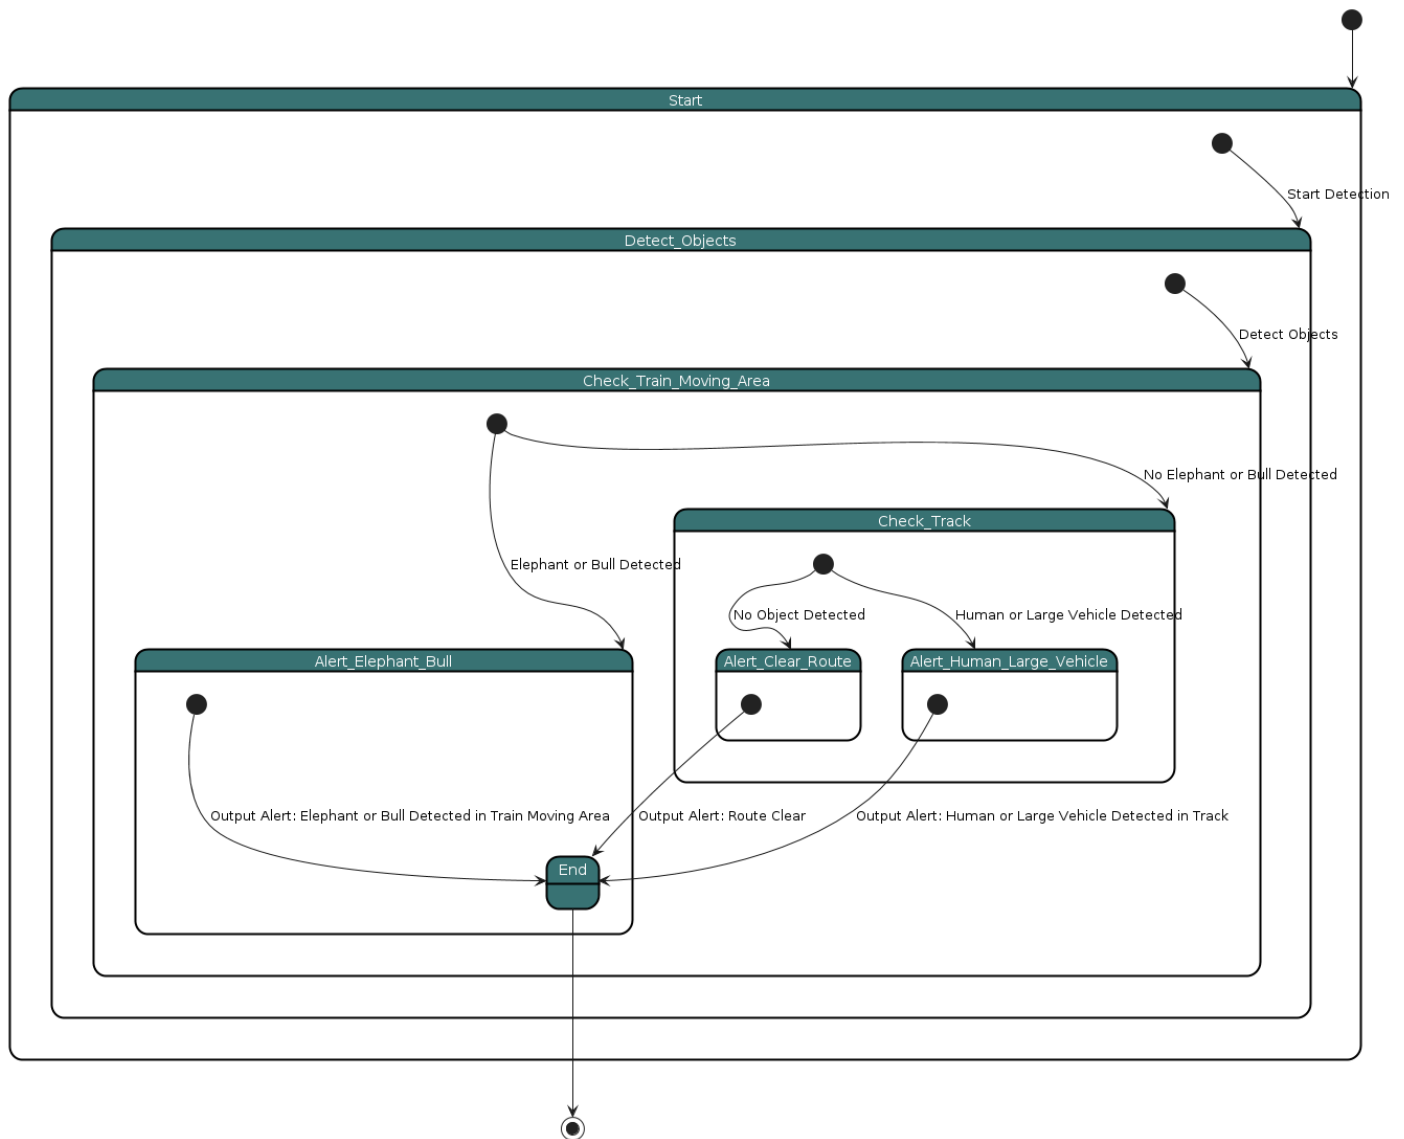 Start
Start Detection
Detect_Objects
Detect Objects
Check_Train_Moving_Area
No Elephant or Bull Detected
Check_Track
Elephant or Bull Detected
No Object Detected
Human or Large Vehicle Detected
Alert_Elephant_Bull
Alert_Clear_Route
Alert_Human_Large_Vehicle
Output Alert: Elephant or Bull Detected in Train Moving Area
Output Alert: Route Clear
Output Alert: Human or Large Vehicle Detected in Track
End